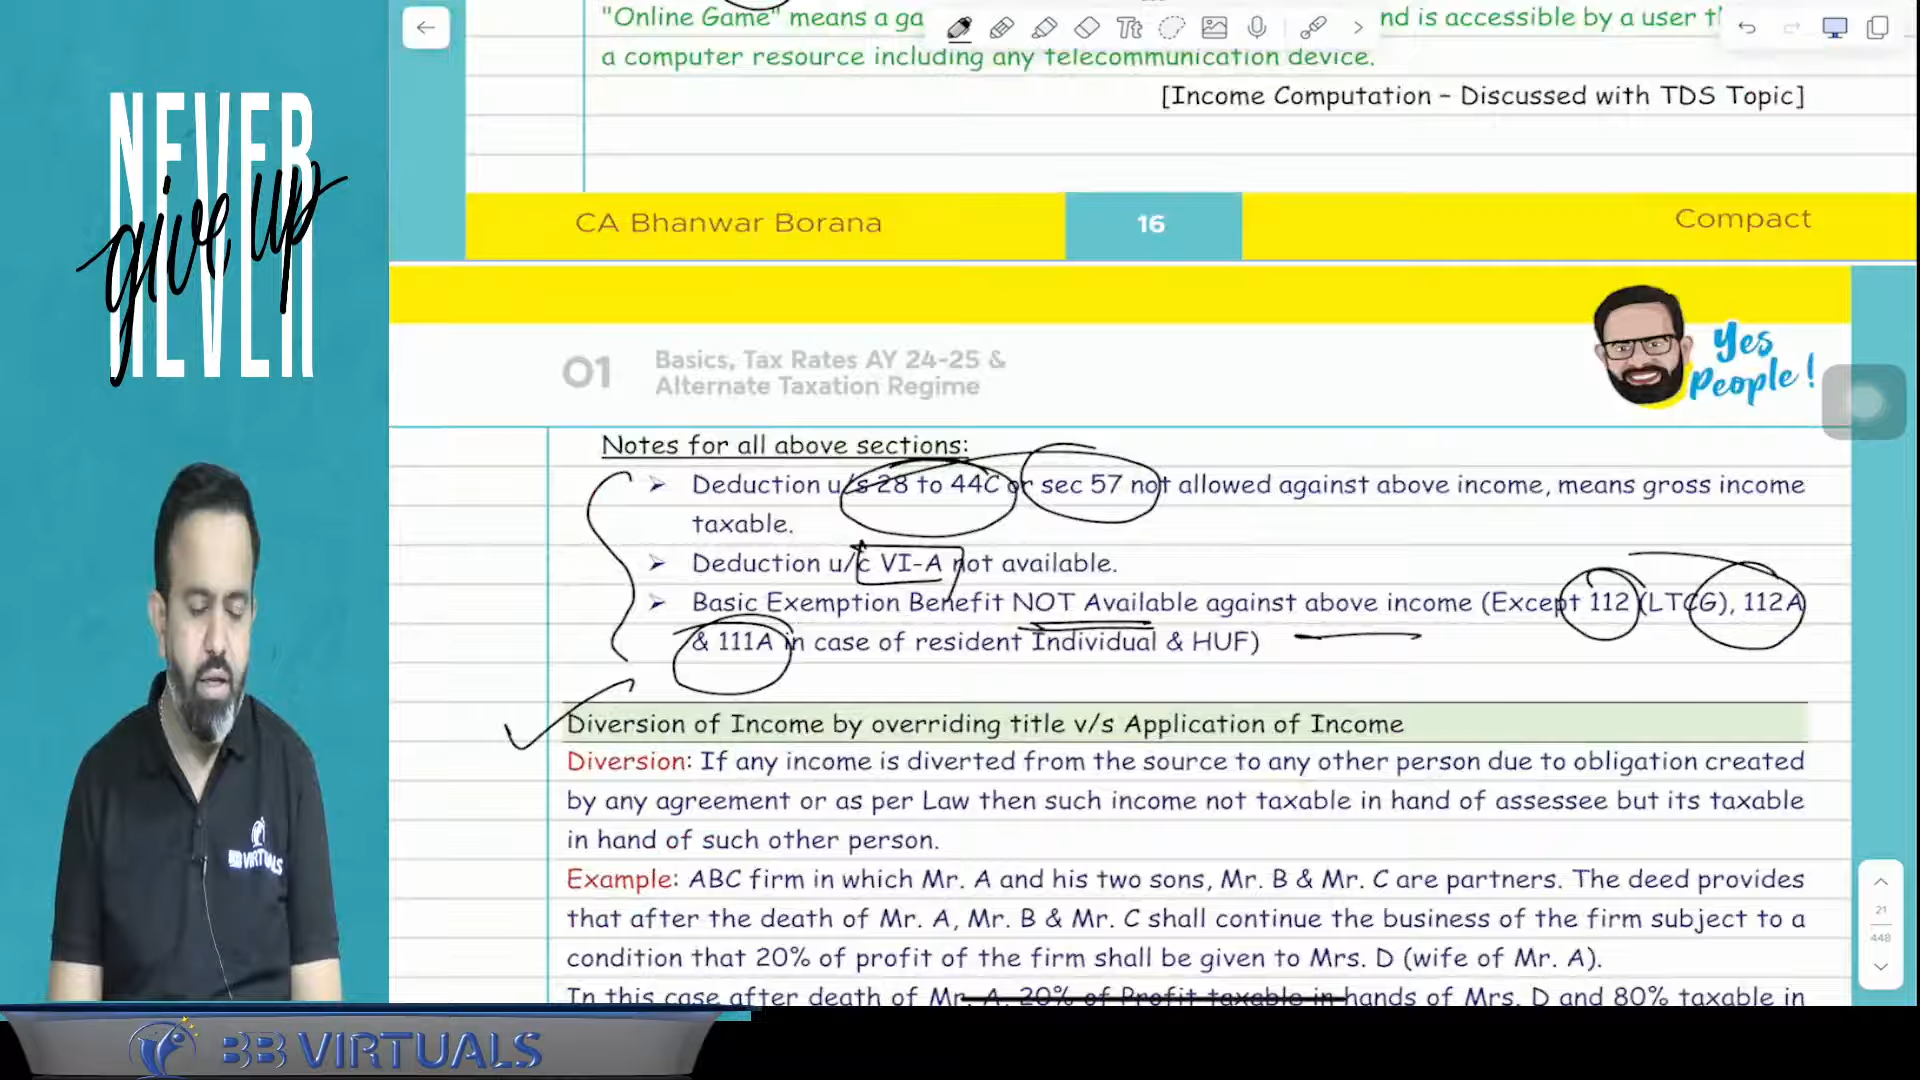 "Online Game" means a ga
nd is accessible by a user th
a computer resource including any telecommunication device.
[Income Computation – Discussed with TDS Topic]
CA Bhanwar Borana
16
Compact
NEVER
give up
NEVER
01
Basics, Tax Rates AY 24-25 &
Alternate Taxation Regime
Yes
People !
Notes for all above sections:
➢ Deduction u/s 28 to 44C or sec 57 not allowed against above income, means gross income
taxable.
➢ Deduction u/c VI-A not available.
➢ Basic Exemption Benefit NOT Available against above income (Except 112 (LTCG), 112A
& 111A in case of resident Individual & HUF)
Diversion of Income by overriding title v/s Application of Income
Diversion: If any income is diverted from the source to any other person due to obligation created
by any agreement or as per Law then such income not taxable in hand of assessee but its taxable
in hand of such other person.
Example: ABC firm in which Mr. A and his two sons, Mr. B & Mr. C are partners. The deed provides
that after the death of Mr. A, Mr. B & Mr. C shall continue the business of the firm subject to a
condition that 20% of profit of the firm shall be given to Mrs. D (wife of Mr. A).
In this case after death of Mr. A, 20% of Profit taxable in hands of Mrs. D and 80% taxable in
Tt
21
448
BB VIRTUALS
BB VIRTUALS